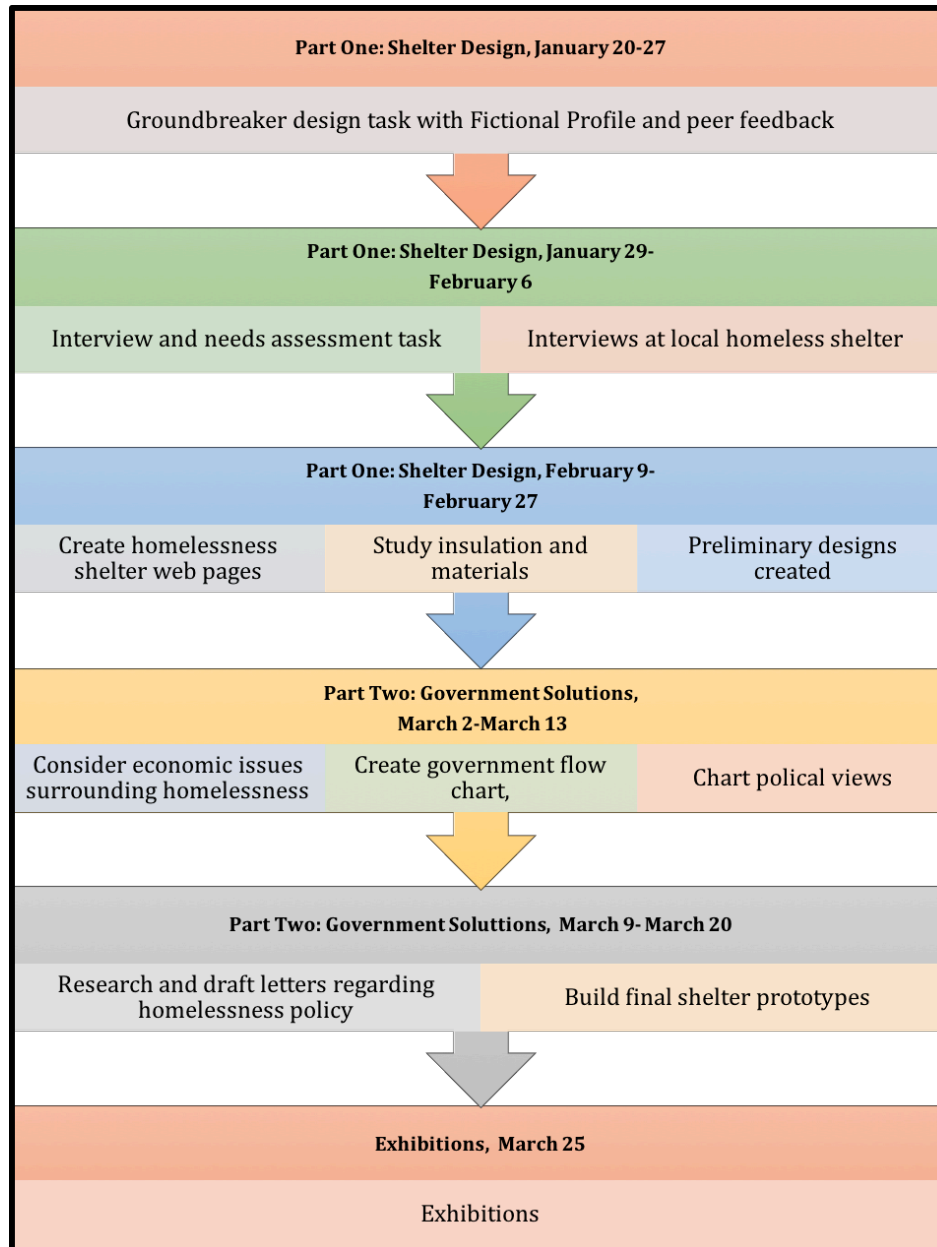 Part One: Shelter Design, January 20-27
Groundbreaker design task with Fictional Profile and peer feedback
Part One: Shelter Design, January 29-
February 6
Interview and needs assessment task
Interviews at local homeless shelter
Part One: Shelter Design, February 9-
February 27
Create homelessness
shelter web pages
Study insulation and
materials
Preliminary designs
created
Part Two: Government Solutions,
March 2-March 13
Consider economic issues
surrounding homelessness
Create government flow
chart,
Chart polical views
Part Two: Government Soluttions, March 9- March 20
Research and draft letters regarding
homelessness policy
Build final shelter prototypes
Exhibitions, March 25
Exhibitions